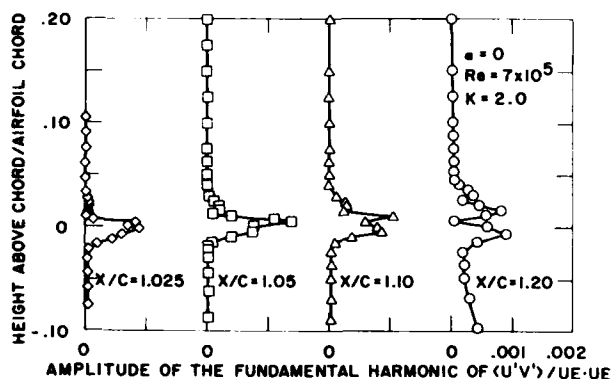 HEIGHT ABOVE CHORD/AIRFOIL CHORD
.20
.10
0
-.10
a = 0
Re = 7x10⁵
K = 2.0
X/C=1.025
X/C=1.05
X/C=1.10
X/C=1.20
0
0
0
0
.001
.002
AMPLITUDE OF THE FUNDAMENTAL HARMONIC OF ⟨U'V'⟩/UE·UE